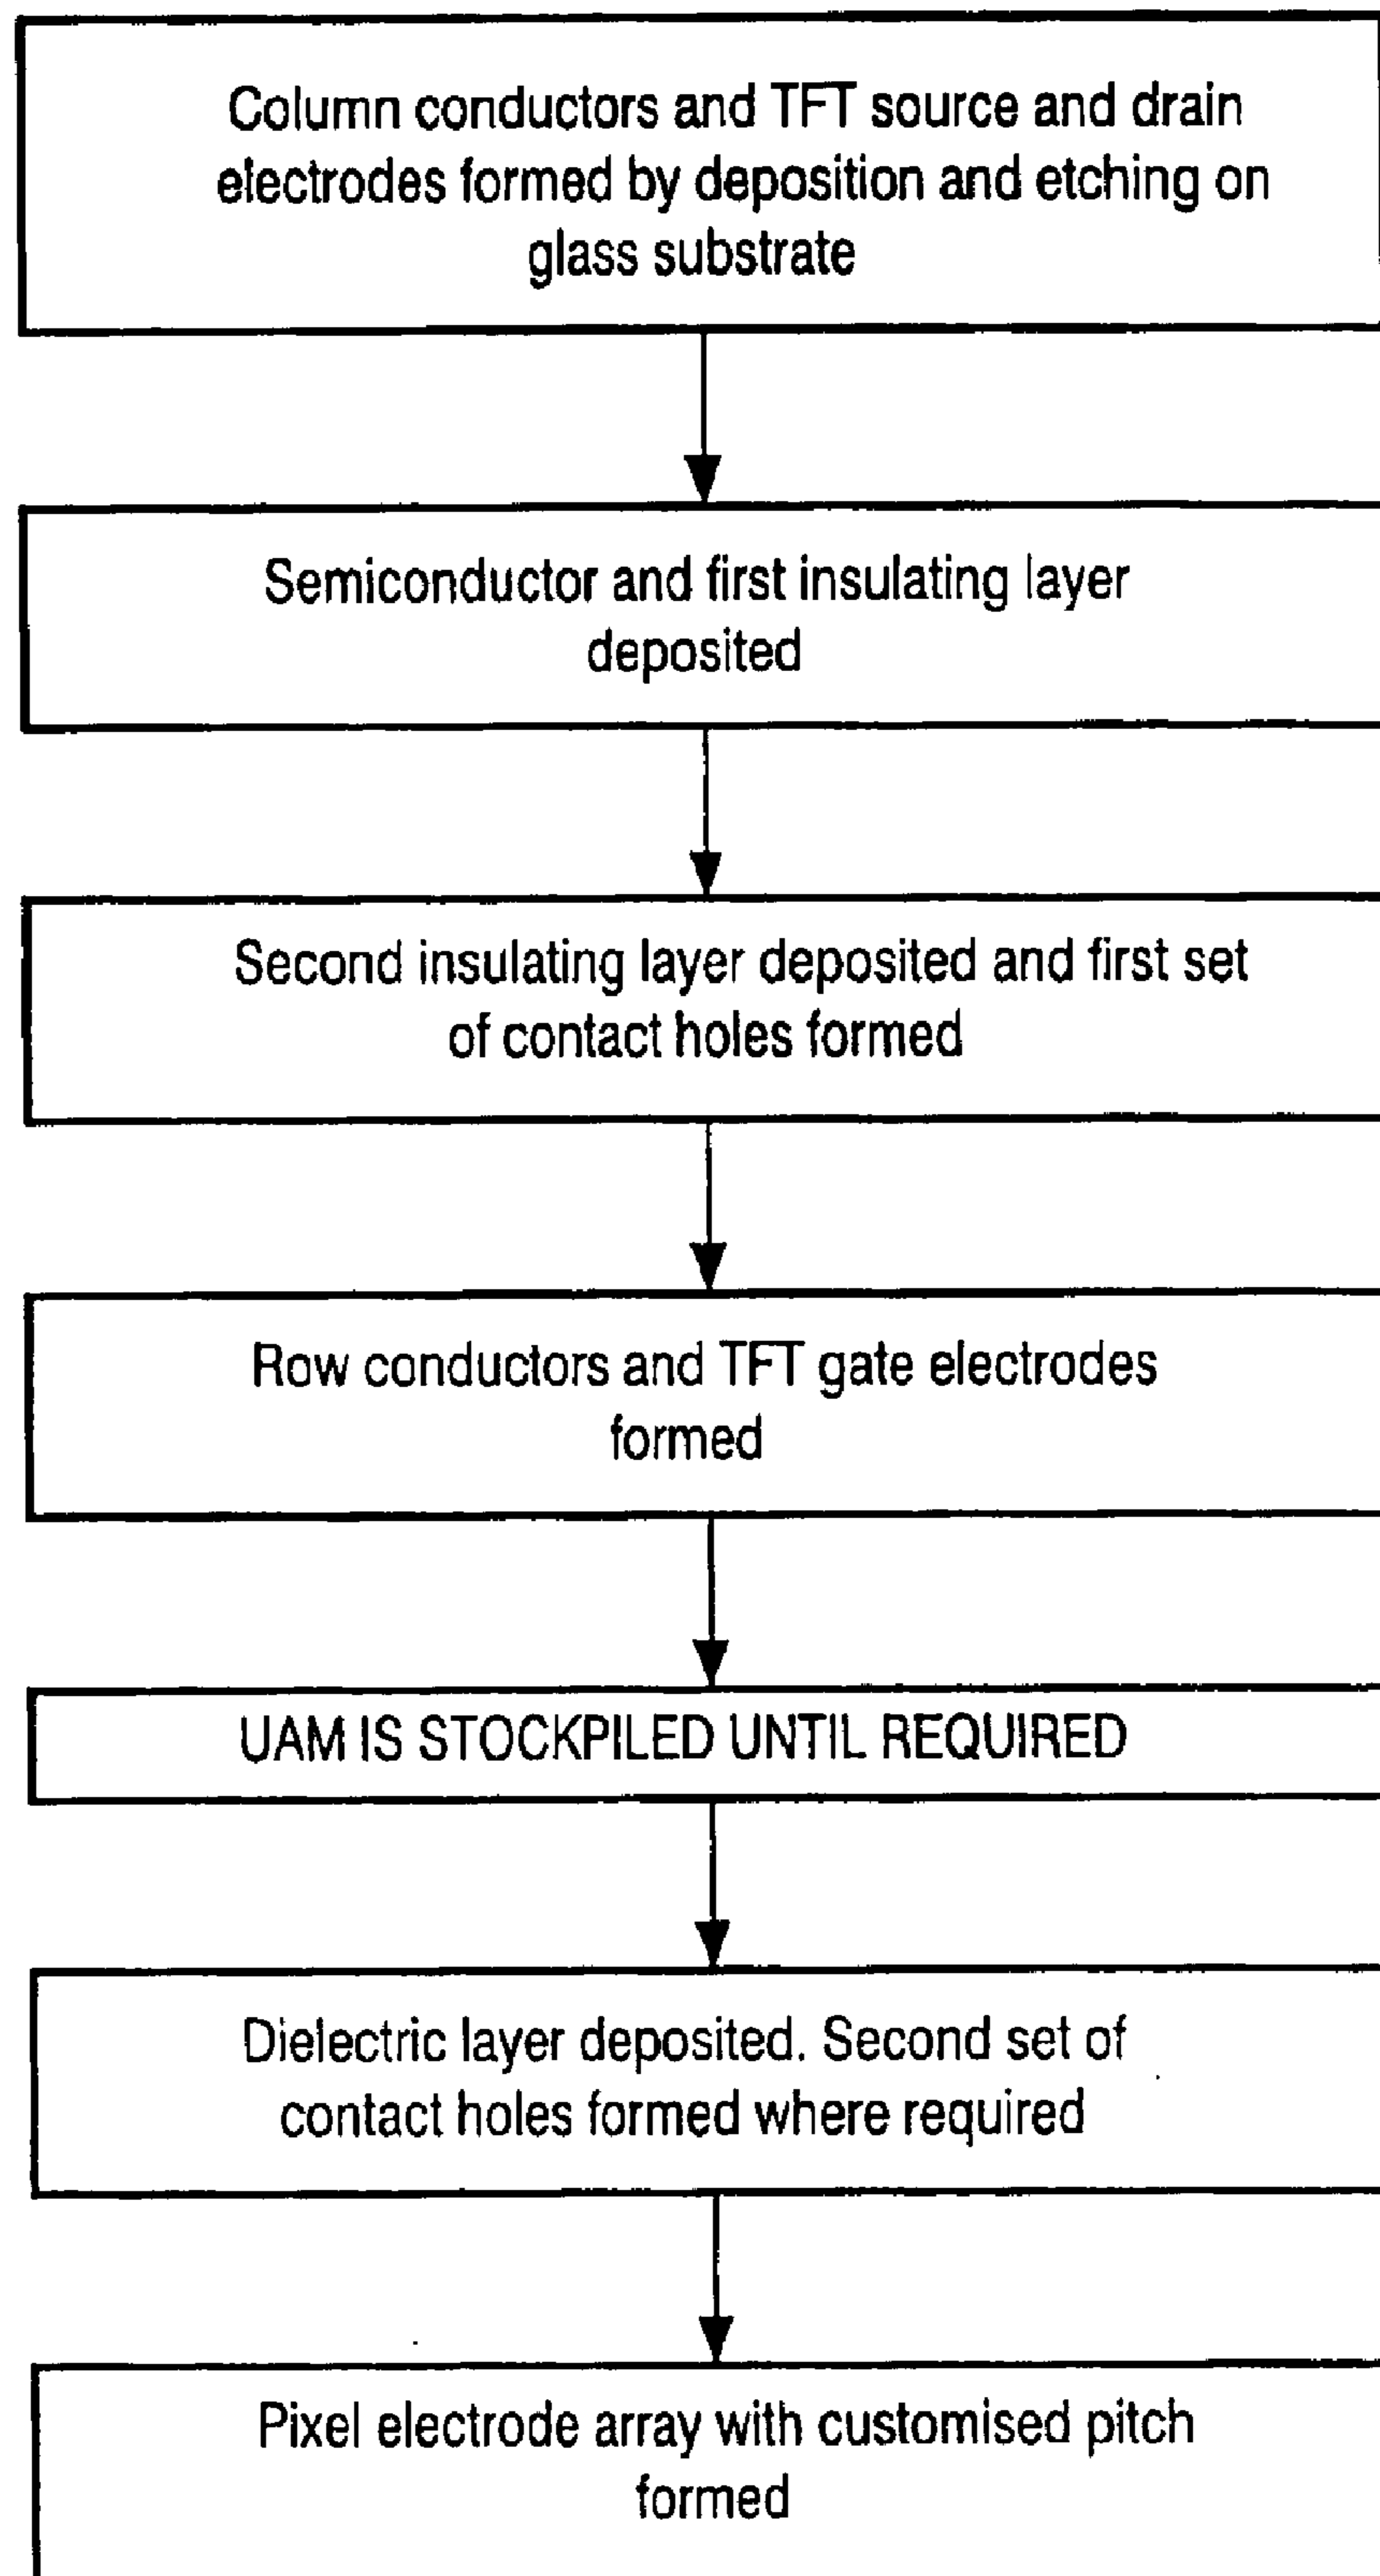 Column conductors and TFT source and drain
electrodes formed by deposition and etching on
glass substrate
Semiconductor and first insulating layer
deposited
Second insulating layer deposited and first set
of contact holes formed
Row conductors and TFT gate electrodes
formed
UAM IS STOCKPILED UNTIL REQUIRED
Dielectric layer deposited. Second set of
contact holes formed where required
Pixel electrode array with customised pitch
formed